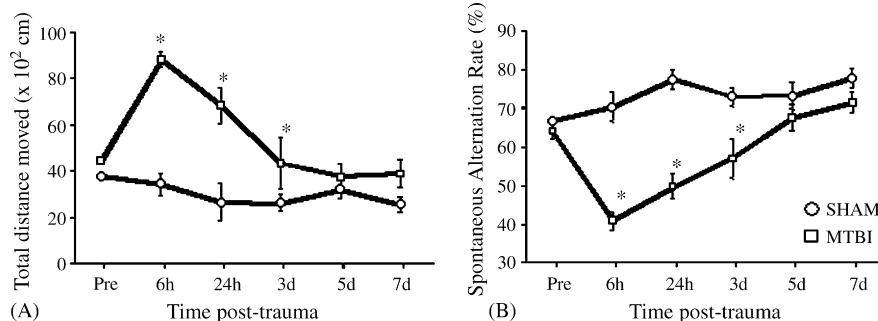 Total distance moved (x 10² cm)
100
80
60
40
20
0
*
*
*
Pre 6h 24h 3d 5d 7d
(A) Time post-trauma
Spontaneous Alternation Rate (%)
90
80
70
60
50
40
30
*
*
*
SHAM
MTBI
Pre 6h 24h 3d 5d 7d
(B) Time post-trauma